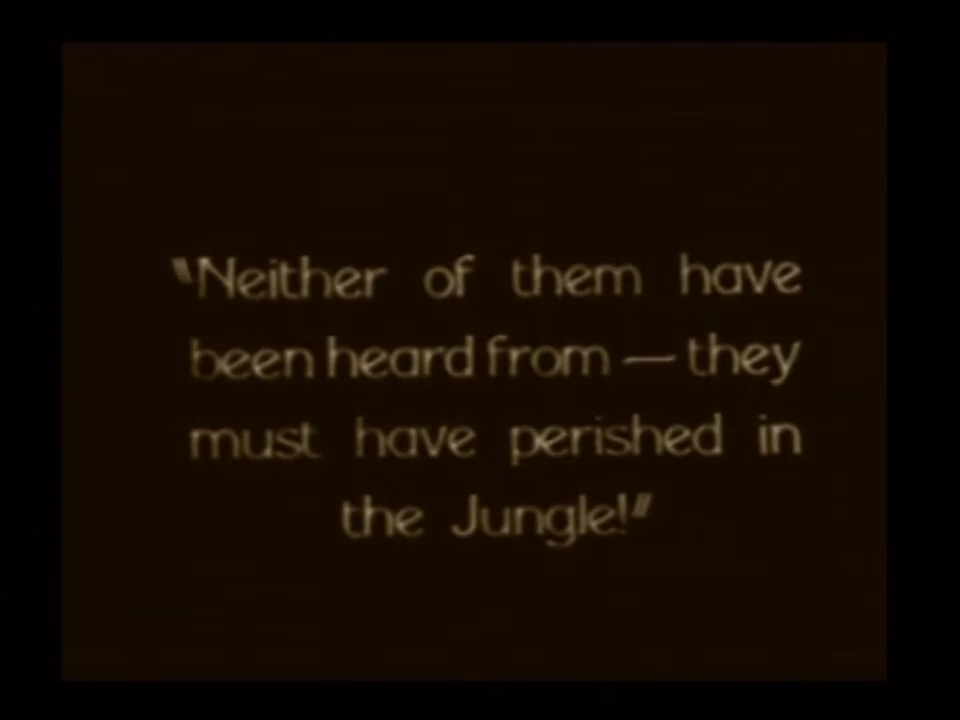 "Neither of them have
been heard from — they
must have perished in
the Jungle!"